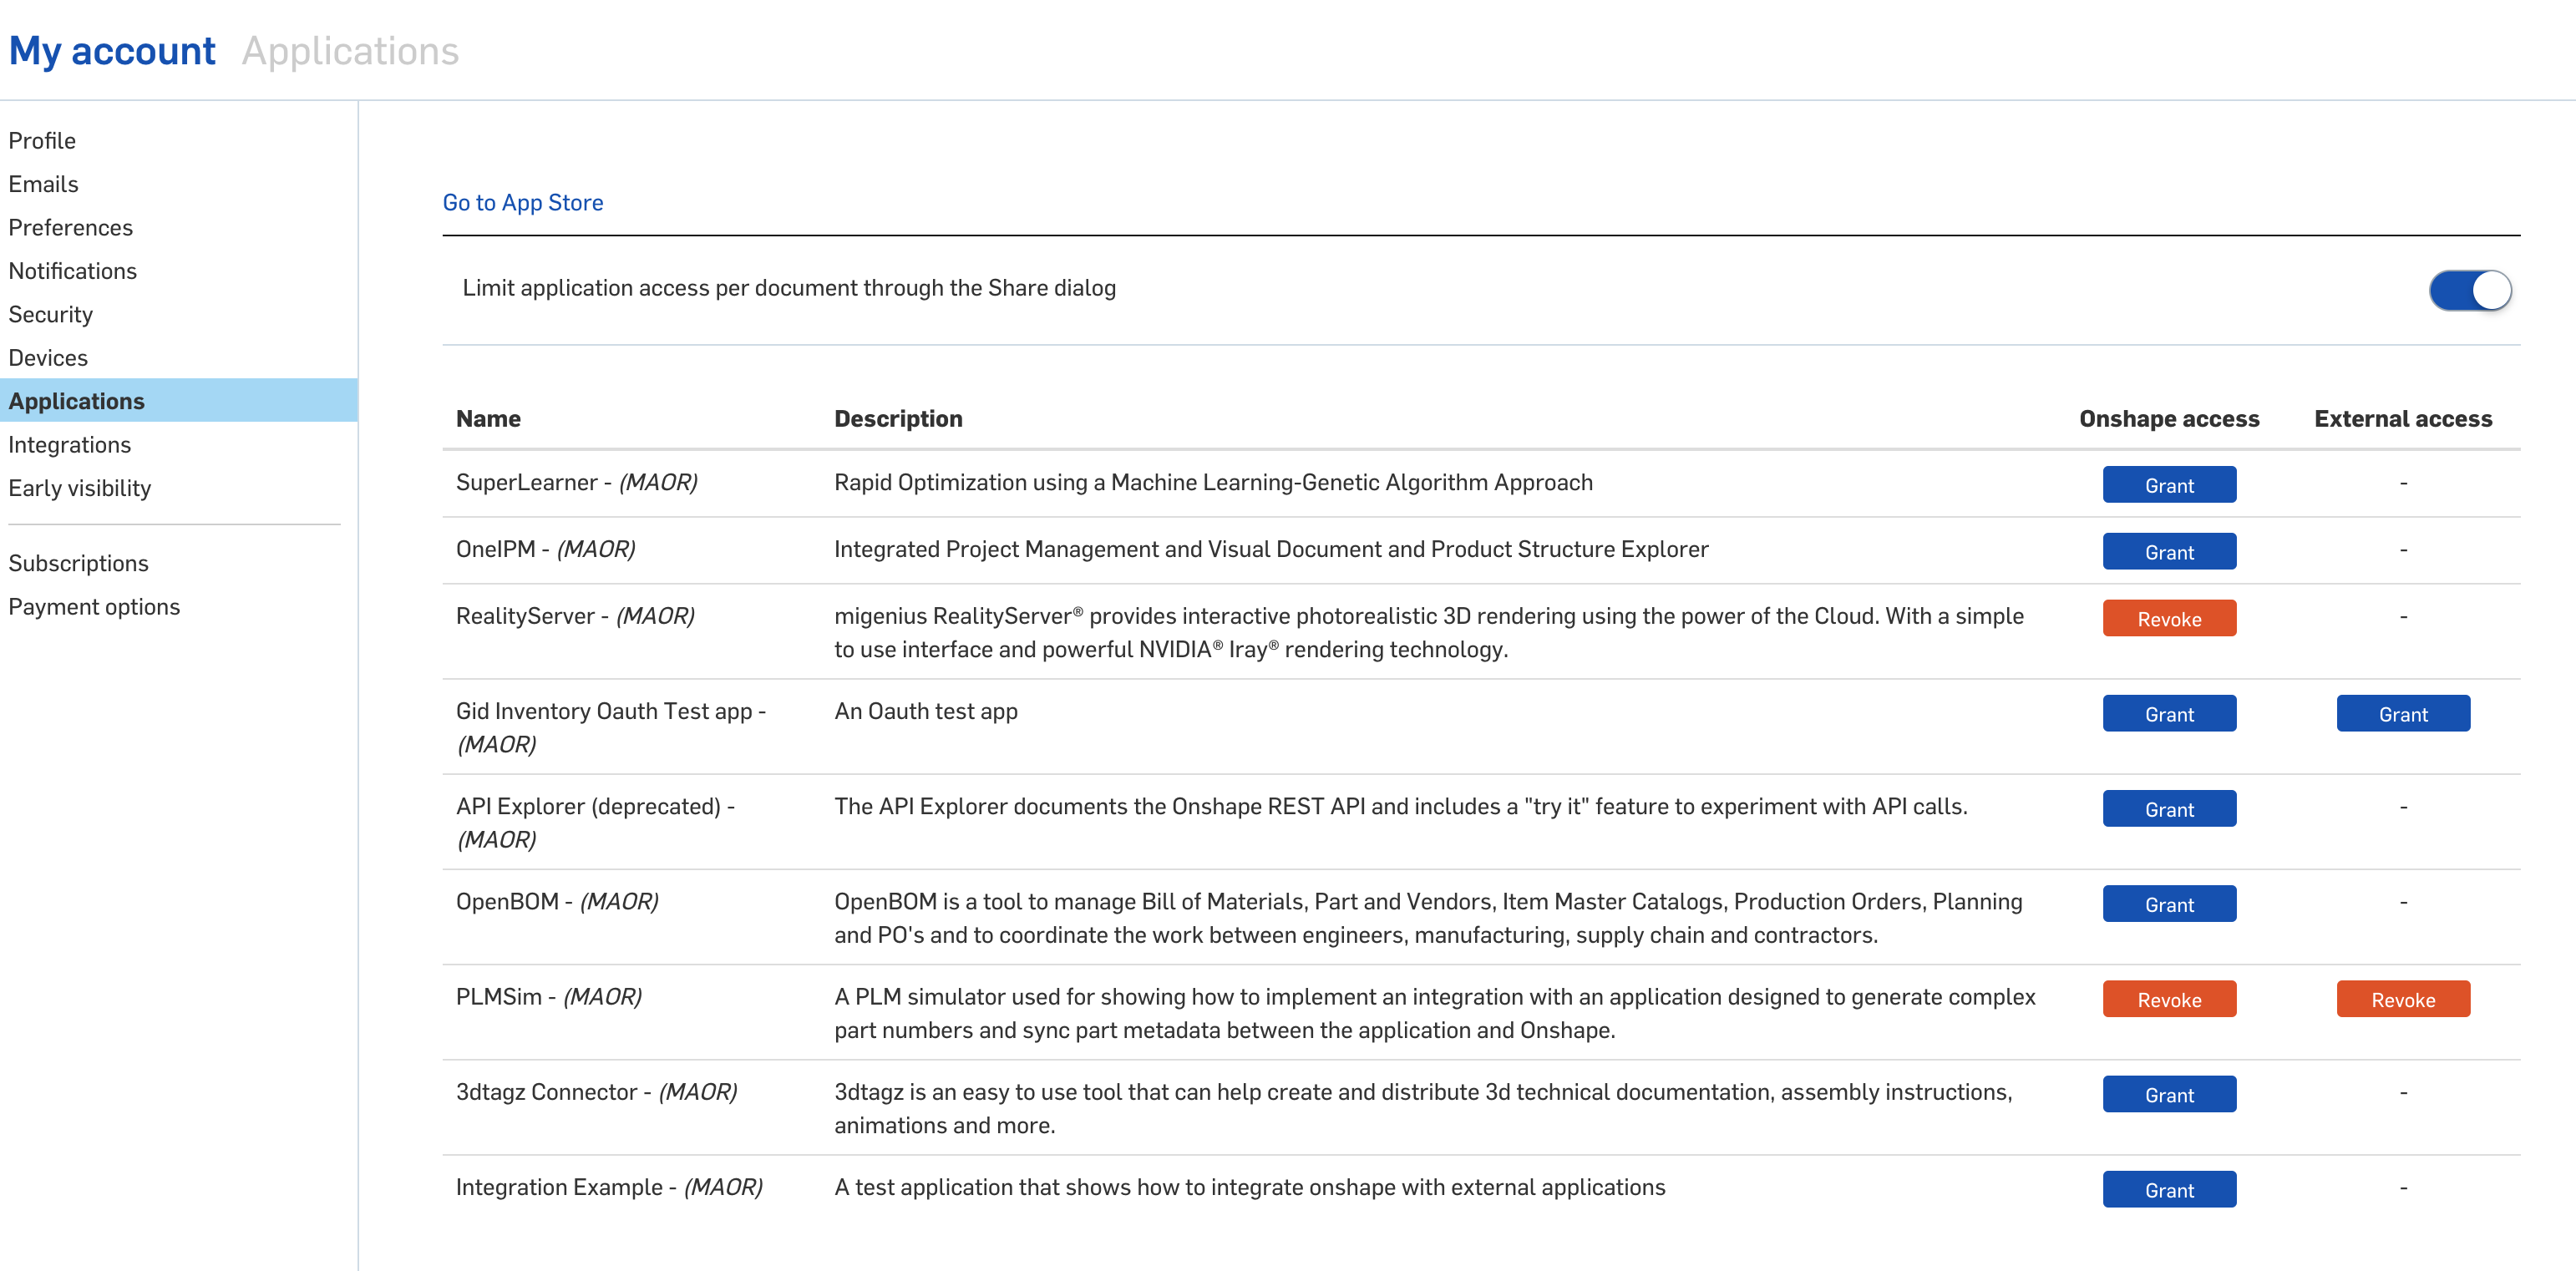 My account Applications
Profile
Emails
Preferences
Notifications
Security
Devices
Applications
Integrations
Early visibility
Subscriptions
Payment options
Go to App Store
Limit application access per document through the Share dialog
Name Description Onshape access External access
SuperLearner - (MAOR) Rapid Optimization using a Machine Learning-Genetic Algorithm Approach Grant -
OneIPM - (MAOR) Integrated Project Management and Visual Document and Product Structure Explorer Grant -
RealityServer - (MAOR) migenius RealityServer® provides interactive photorealistic 3D rendering using the power of the Cloud. With a simple Revoke -
to use interface and powerful NVIDIA® Iray® rendering technology.
Gid Inventory Oauth Test app - An Oauth test app Grant Grant
(MAOR)
API Explorer (deprecated) - The API Explorer documents the Onshape REST API and includes a "try it" feature to experiment with API calls. Grant -
(MAOR)
OpenBOM - (MAOR) OpenBOM is a tool to manage Bill of Materials, Part and Vendors, Item Master Catalogs, Production Orders, Planning Grant -
and PO's and to coordinate the work between engineers, manufacturing, supply chain and contractors.
PLMSim - (MAOR) A PLM simulator used for showing how to implement an integration with an application designed to generate complex Revoke Revoke
part numbers and sync part metadata between the application and Onshape.
3dtagz Connector - (MAOR) 3dtagz is an easy to use tool that can help create and distribute 3d technical documentation, assembly instructions, Grant -
animations and more.
Integration Example - (MAOR) A test application that shows how to integrate onshape with external applications Grant -